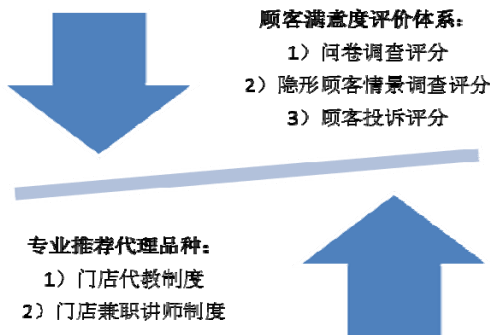 顾客满意度评价体系：
1）问卷调查评分
2）隐形顾客情景调查评分
3）顾客投诉评分
专业推荐代理品种：
1）门店代教制度
2）门店兼职讲师制度